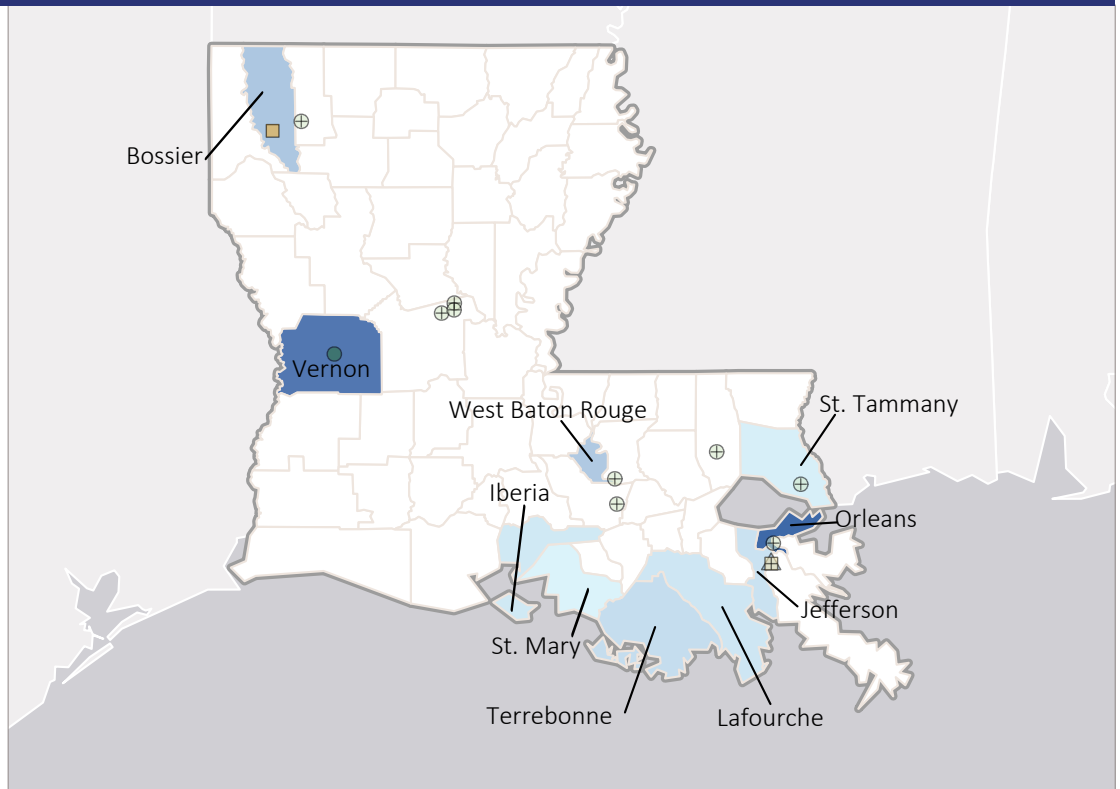 Bossier
Vernon
West Baton Rouge
St. Tammany
Iberia
Orleans
Jefferson
St. Mary
Terrebonne
Lafourche